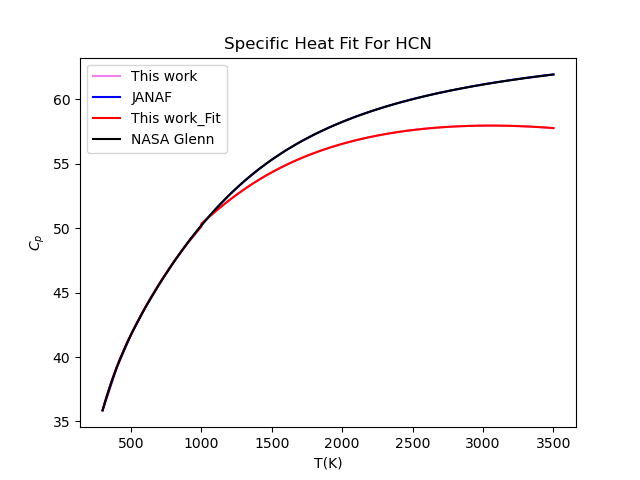 Specific Heat Fit For HCN
This work
JANAF
This work_Fit
NASA Glenn
60
55
50
45
40
35
C_p
500
1000
1500
2000
2500
3000
3500
T(K)